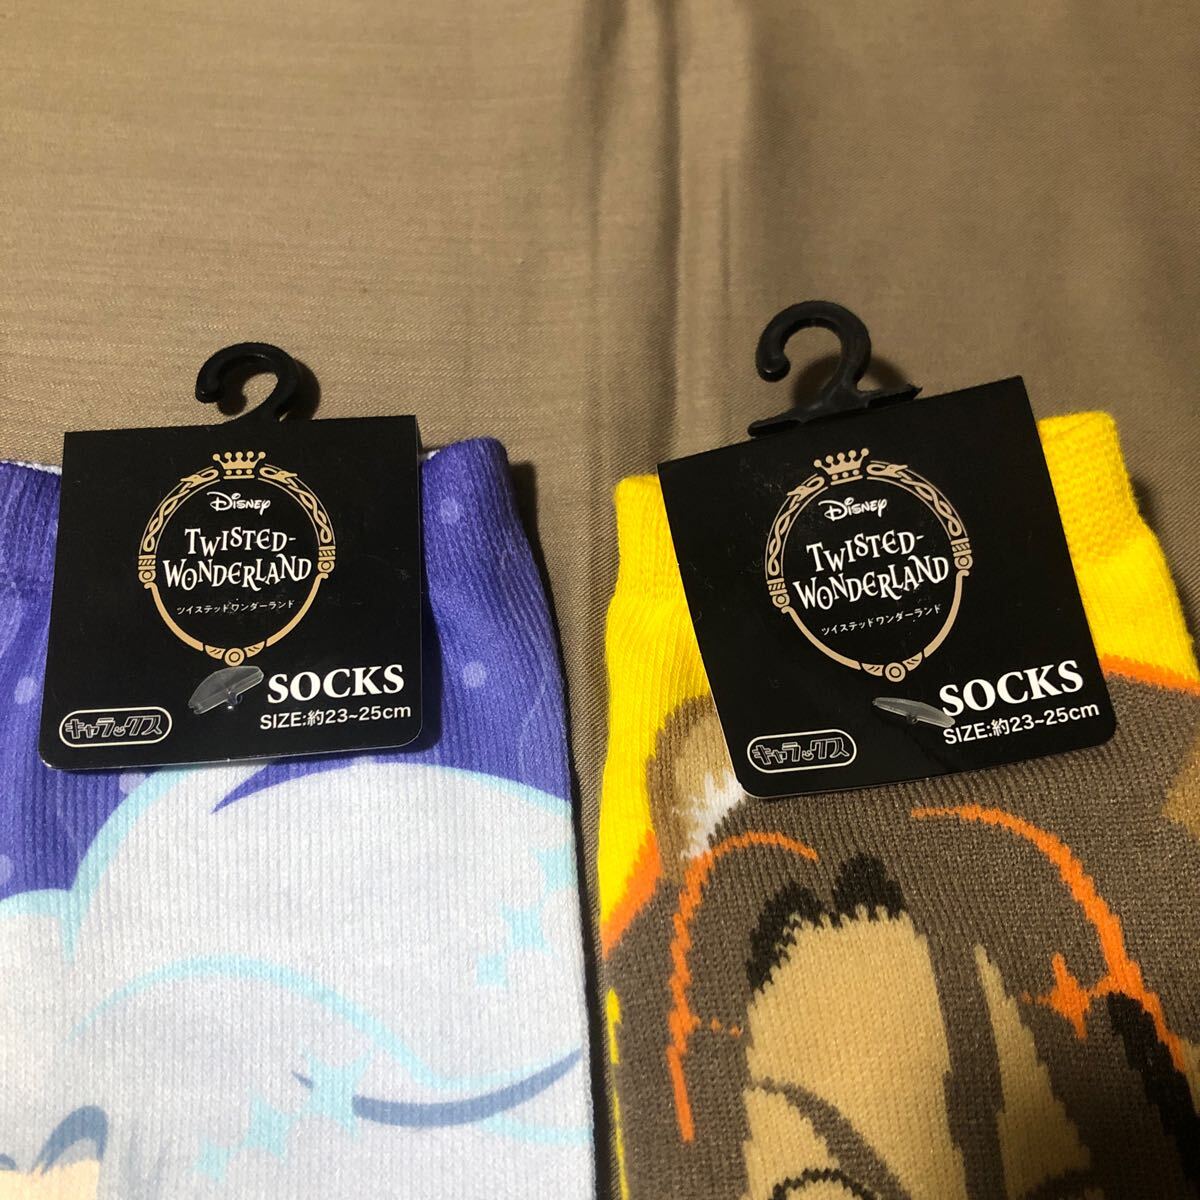 Disney
TWISTED-
WONDERLAND
ツイステッドワンダーランド
SOCKS
SIZE:約23~25cm
キャラックス
Disney
TWISTED-
WONDERLAND
ツイステッドワンダーランド
SOCKS
SIZE:約23~25cm
キャラックス